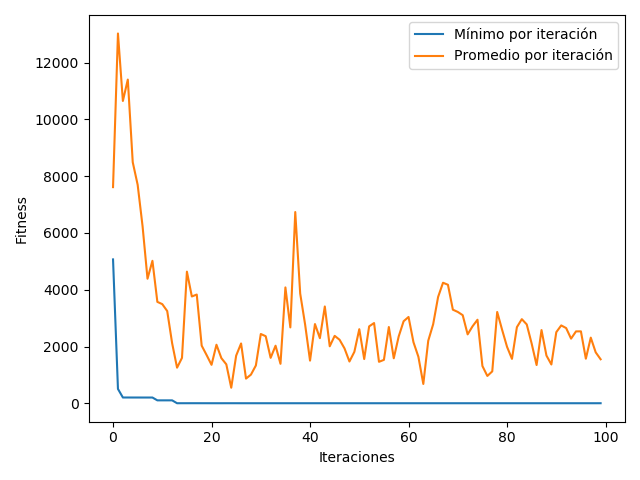 Mínimo por iteración
Promedio por iteración
12000
10000
8000
6000
4000
2000
0
Fitness
0 20 40 60 80 100
Iteraciones